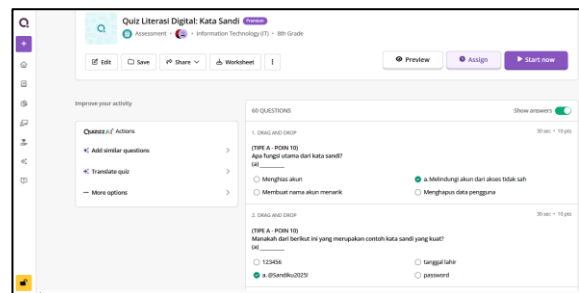 Quiz Literasi Digital: Kata Sandi Premium
Assessment • Information Technology (IT) • 8th Grade
Edit Save Share Worksheet
Preview Assign Start now
Improve your activity
QUIZIZZ AI Actions
Add similar questions
Translate quiz
More options
60 QUESTIONS Show answers
1. DRAG AND DROP 30 sec • 10 pts
(TIPE A - POIN 10)
Apa fungsi utama dari kata sandi?
(a) ________
Menghias akun
a. Melindungi akun dari akses tidak sah
Membuat nama akun menarik
Menghapus data pengguna
2. DRAG AND DROP 30 sec • 10 pts
(TIPE A - POIN 10)
Manakah dari berikut ini yang merupakan contoh kata sandi yang kuat?
(a) ________
123456
tanggal lahir
a. @Sandiku2025!
password